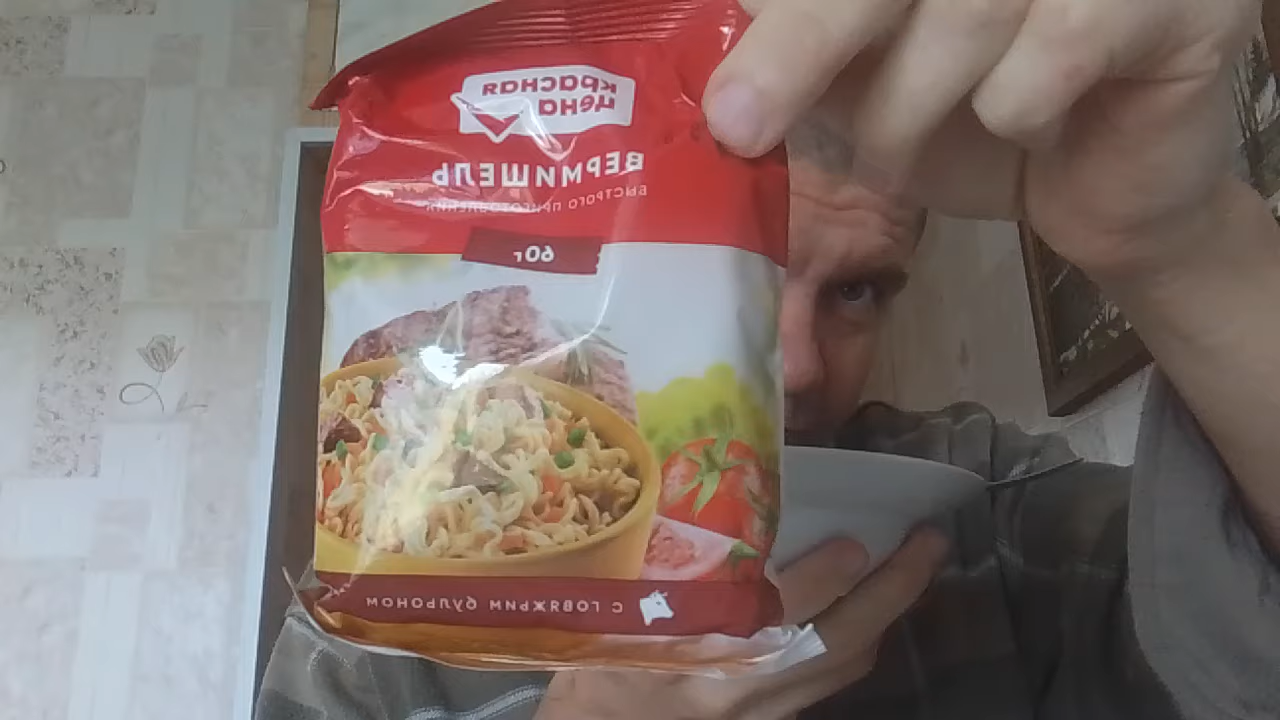 красная
цена
ВЕРМИШЕЛЬ
БЫСТРОГО ПРИГОТОВЛЕНИЯ
60г
С ГОВЯЖЬИМ БУЛЬОНОМ